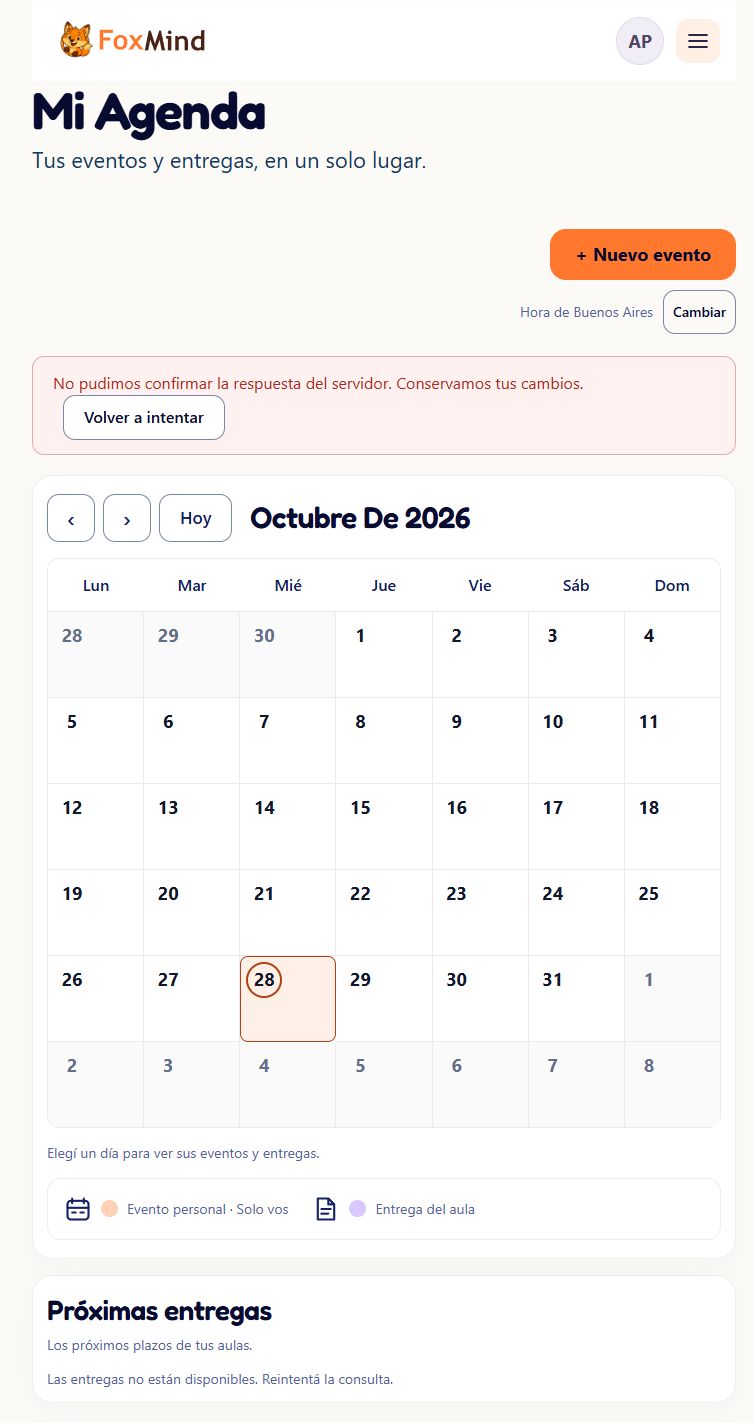 FoxMind
AP
Mi Agenda
Tus eventos y entregas, en un solo lugar.
+ Nuevo evento
Hora de Buenos Aires Cambiar
No pudimos confirmar la respuesta del servidor. Conservamos tus cambios.
Volver a intentar
‹ › Hoy Octubre De 2026
Lun Mar Mié Jue Vie Sáb Dom
28 29 30 1 2 3 4
5 6 7 8 9 10 11
12 13 14 15 16 17 18
19 20 21 22 23 24 25
26 27 28 29 30 31 1
2 3 4 5 6 7 8
Elegí un día para ver sus eventos y entregas.
Evento personal · Solo vos Entrega del aula
Próximas entregas
Los próximos plazos de tus aulas.
Las entregas no están disponibles. Reintentá la consulta.